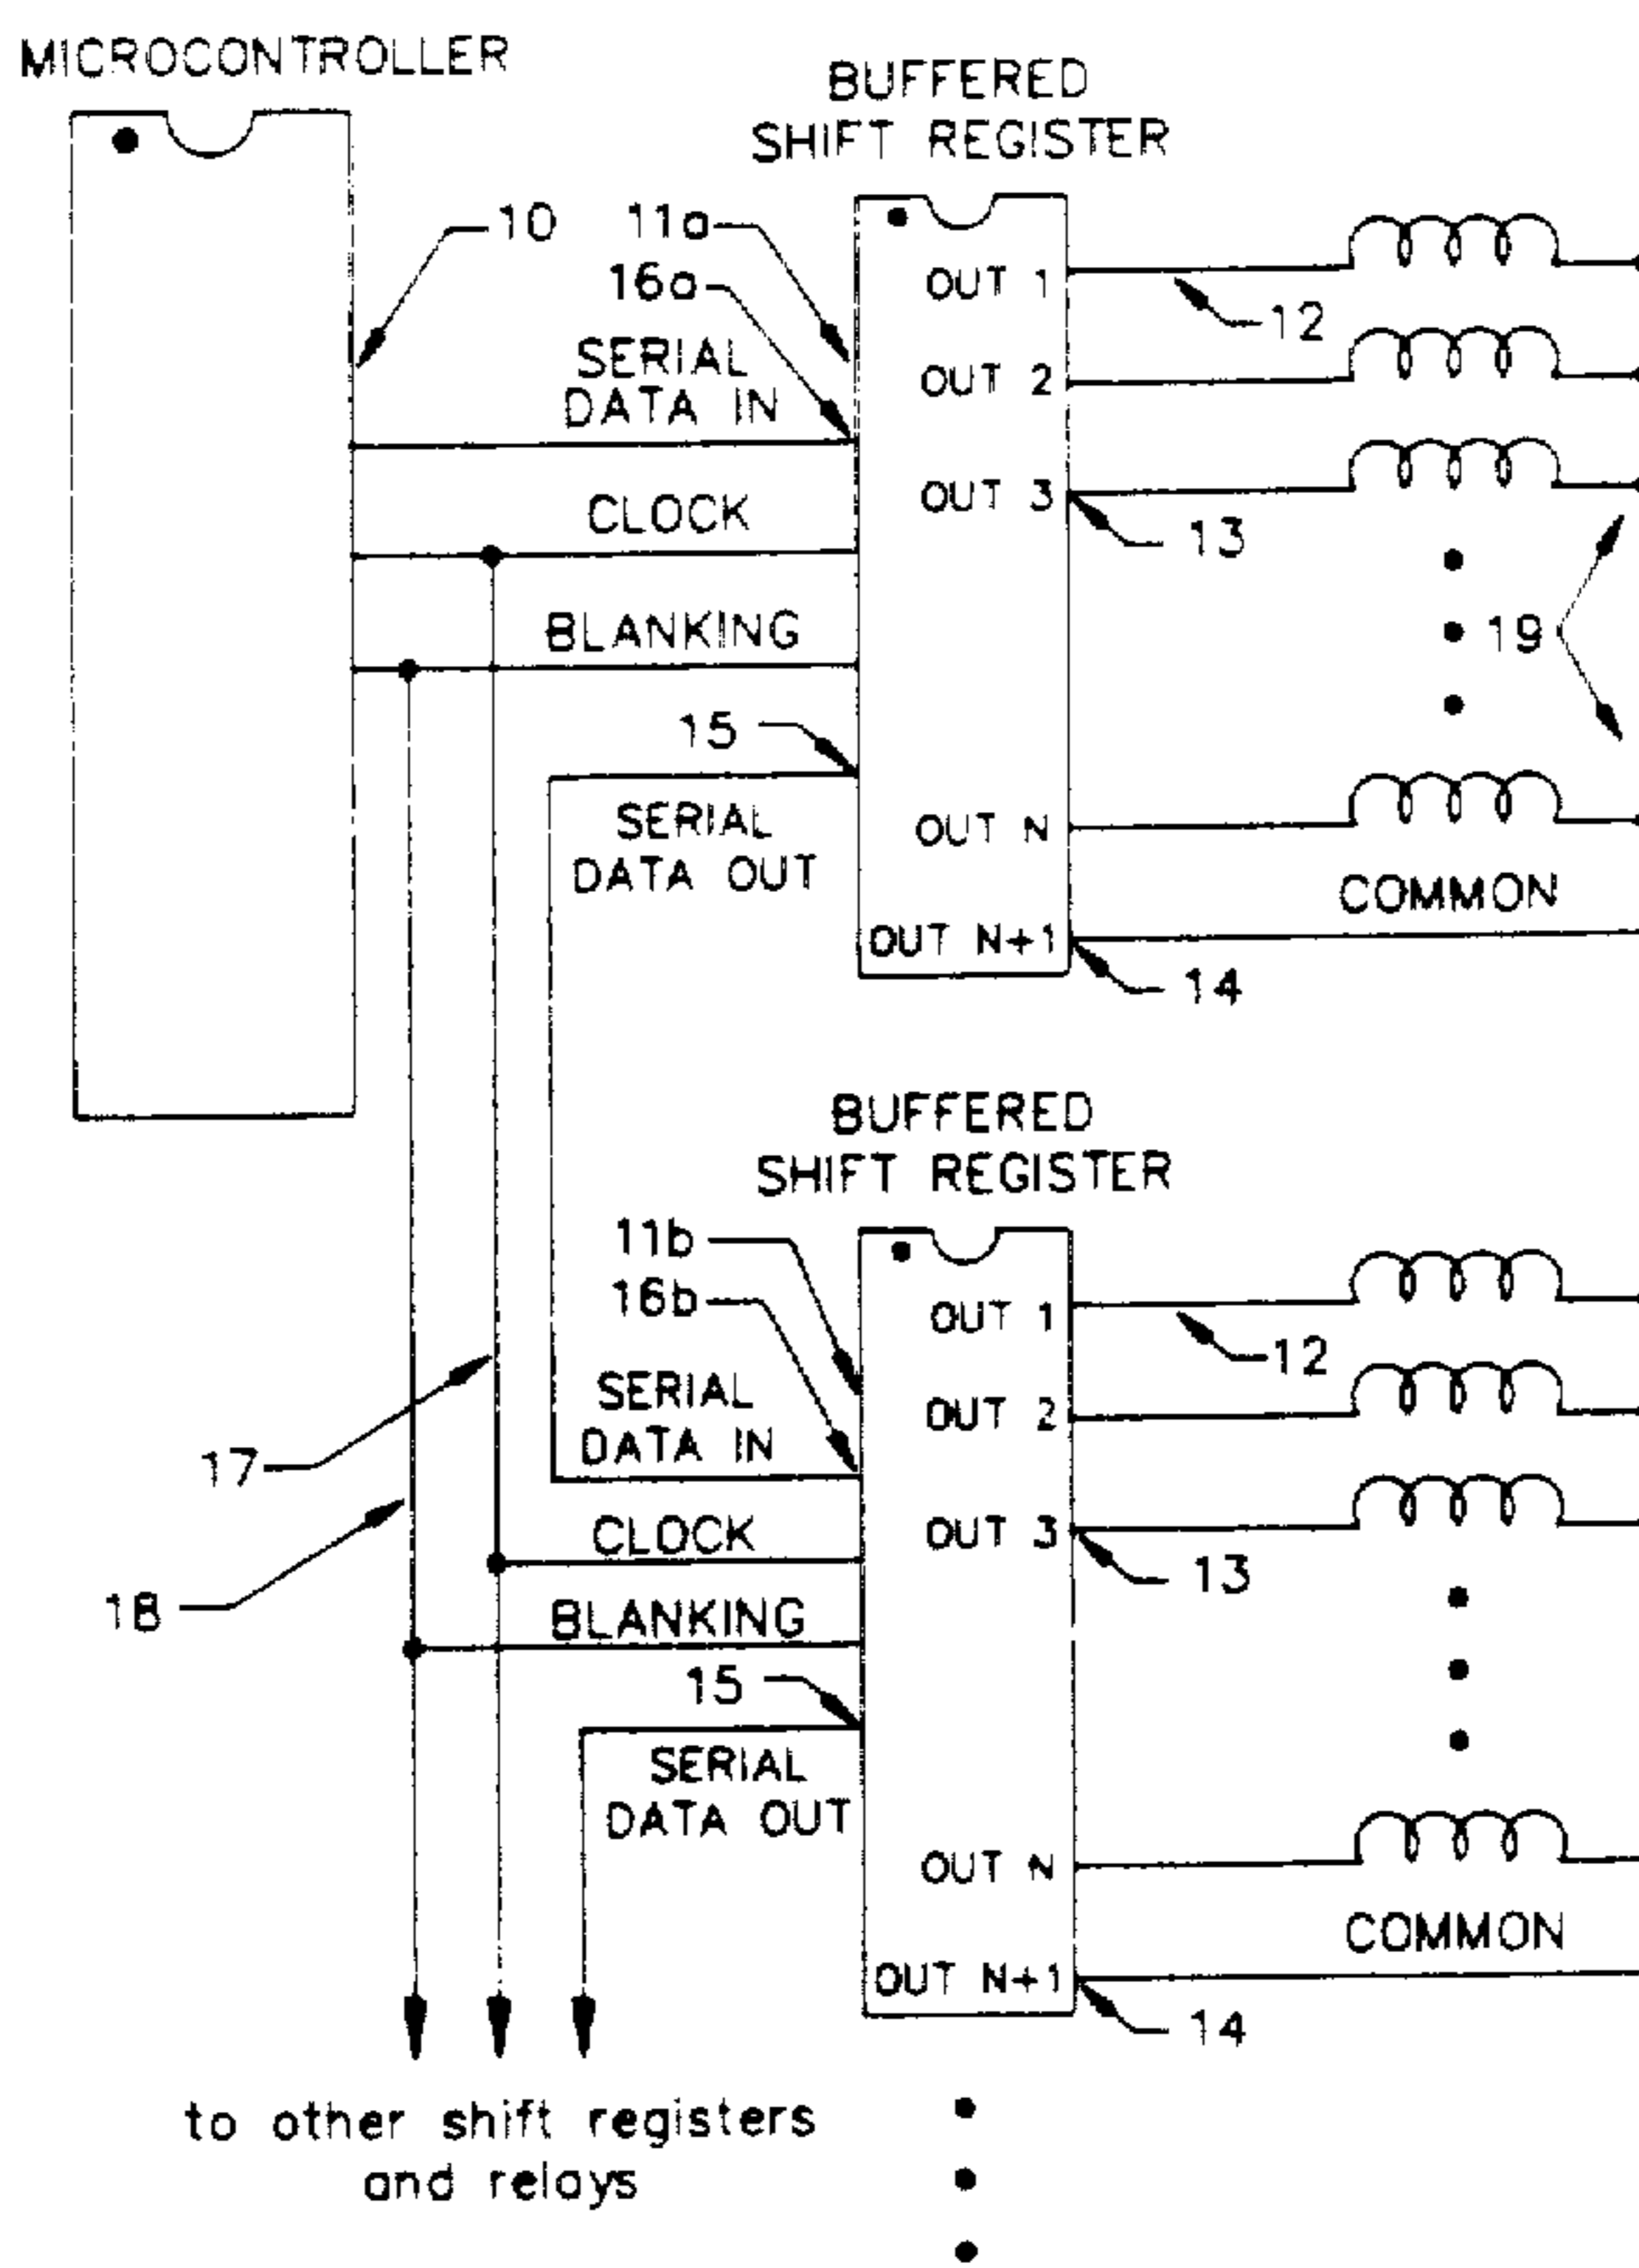 MICROCONTROLLER
BUFFERED
SHIFT REGISTER
10
11a
16a
OUT 1
12
SERIAL
DATA IN
OUT 2
CLOCK
OUT 3
13
BLANKING
19
15
SERIAL
DATA OUT
OUT N
COMMON
OUT N+1
14
BUFFERED
SHIFT REGISTER
11b
16b
OUT 1
12
SERIAL
DATA IN
OUT 2
17
CLOCK
OUT 3
13
18
BLANKING
15
SERIAL
DATA OUT
OUT N
COMMON
OUT N+1
14
to other shift registers
and relays